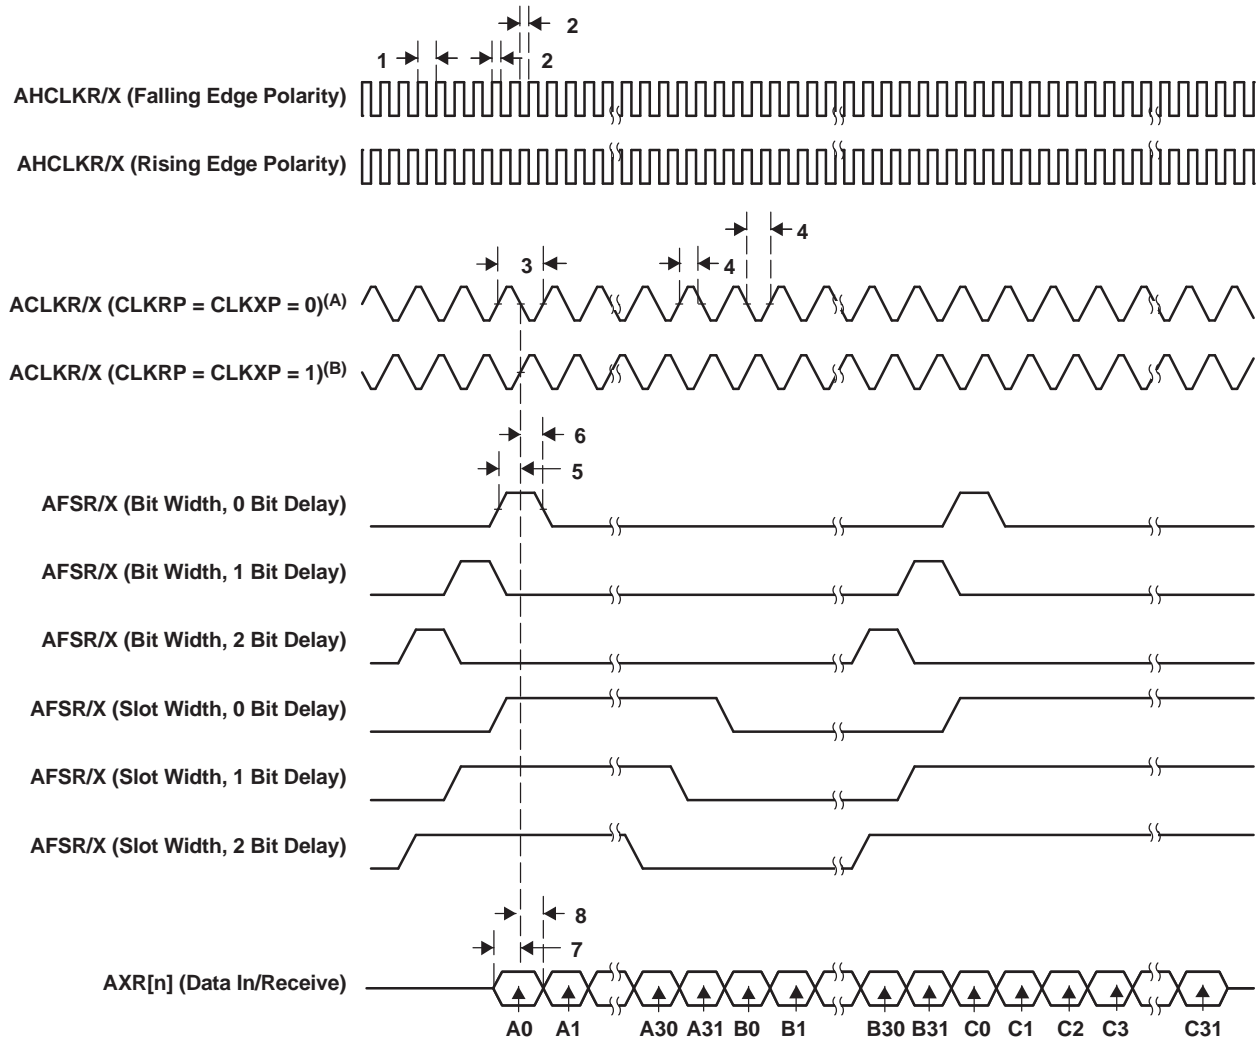 2
1
2
AHCLKR/X (Falling Edge Polarity)
AHCLKR/X (Rising Edge Polarity)
4
3
4
ACLKR/X (CLKRP = CLKXP = 0)(A)
ACLKR/X (CLKRP = CLKXP = 1)(B)
6
5
AFSR/X (Bit Width, 0 Bit Delay)
AFSR/X (Bit Width, 1 Bit Delay)
AFSR/X (Bit Width, 2 Bit Delay)
AFSR/X (Slot Width, 0 Bit Delay)
AFSR/X (Slot Width, 1 Bit Delay)
AFSR/X (Slot Width, 2 Bit Delay)
8
7
AXR[n] (Data In/Receive)
A0 A1 A30 A31 B0 B1 B30 B31 C0 C1 C2 C3 C31